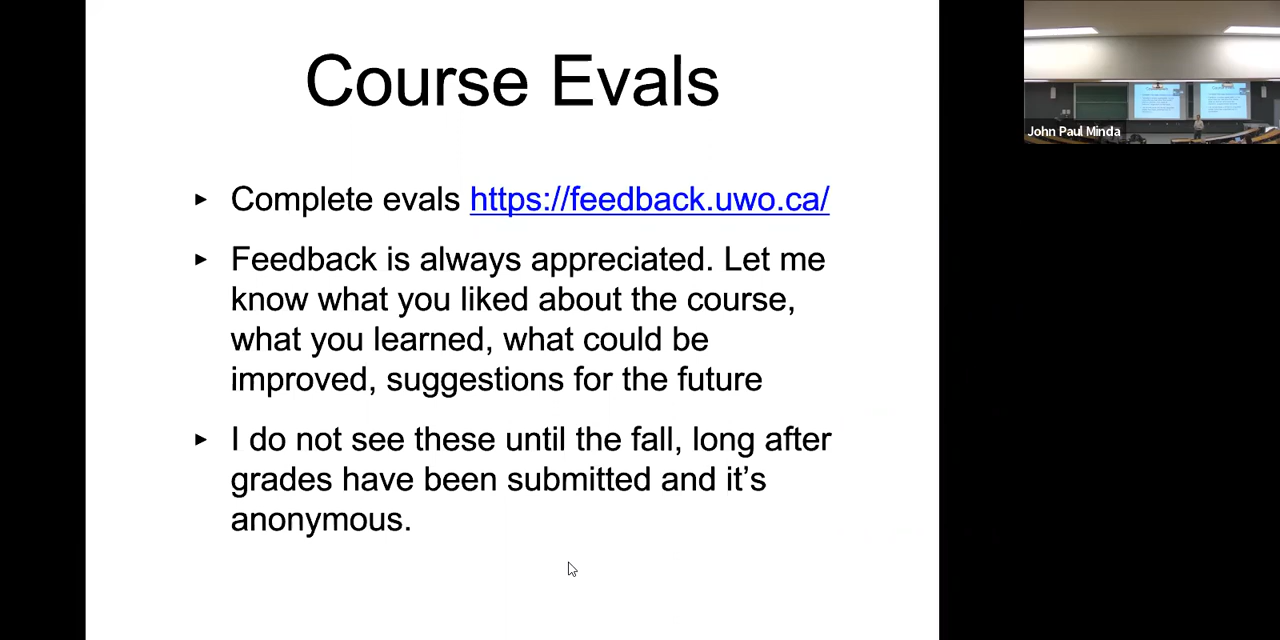 Course Evals
► Complete evals https://feedback.uwo.ca/
► Feedback is always appreciated. Let me
know what you liked about the course,
what you learned, what could be
improved, suggestions for the future
► I do not see these until the fall, long after
grades have been submitted and it’s
anonymous.
John Paul Minda